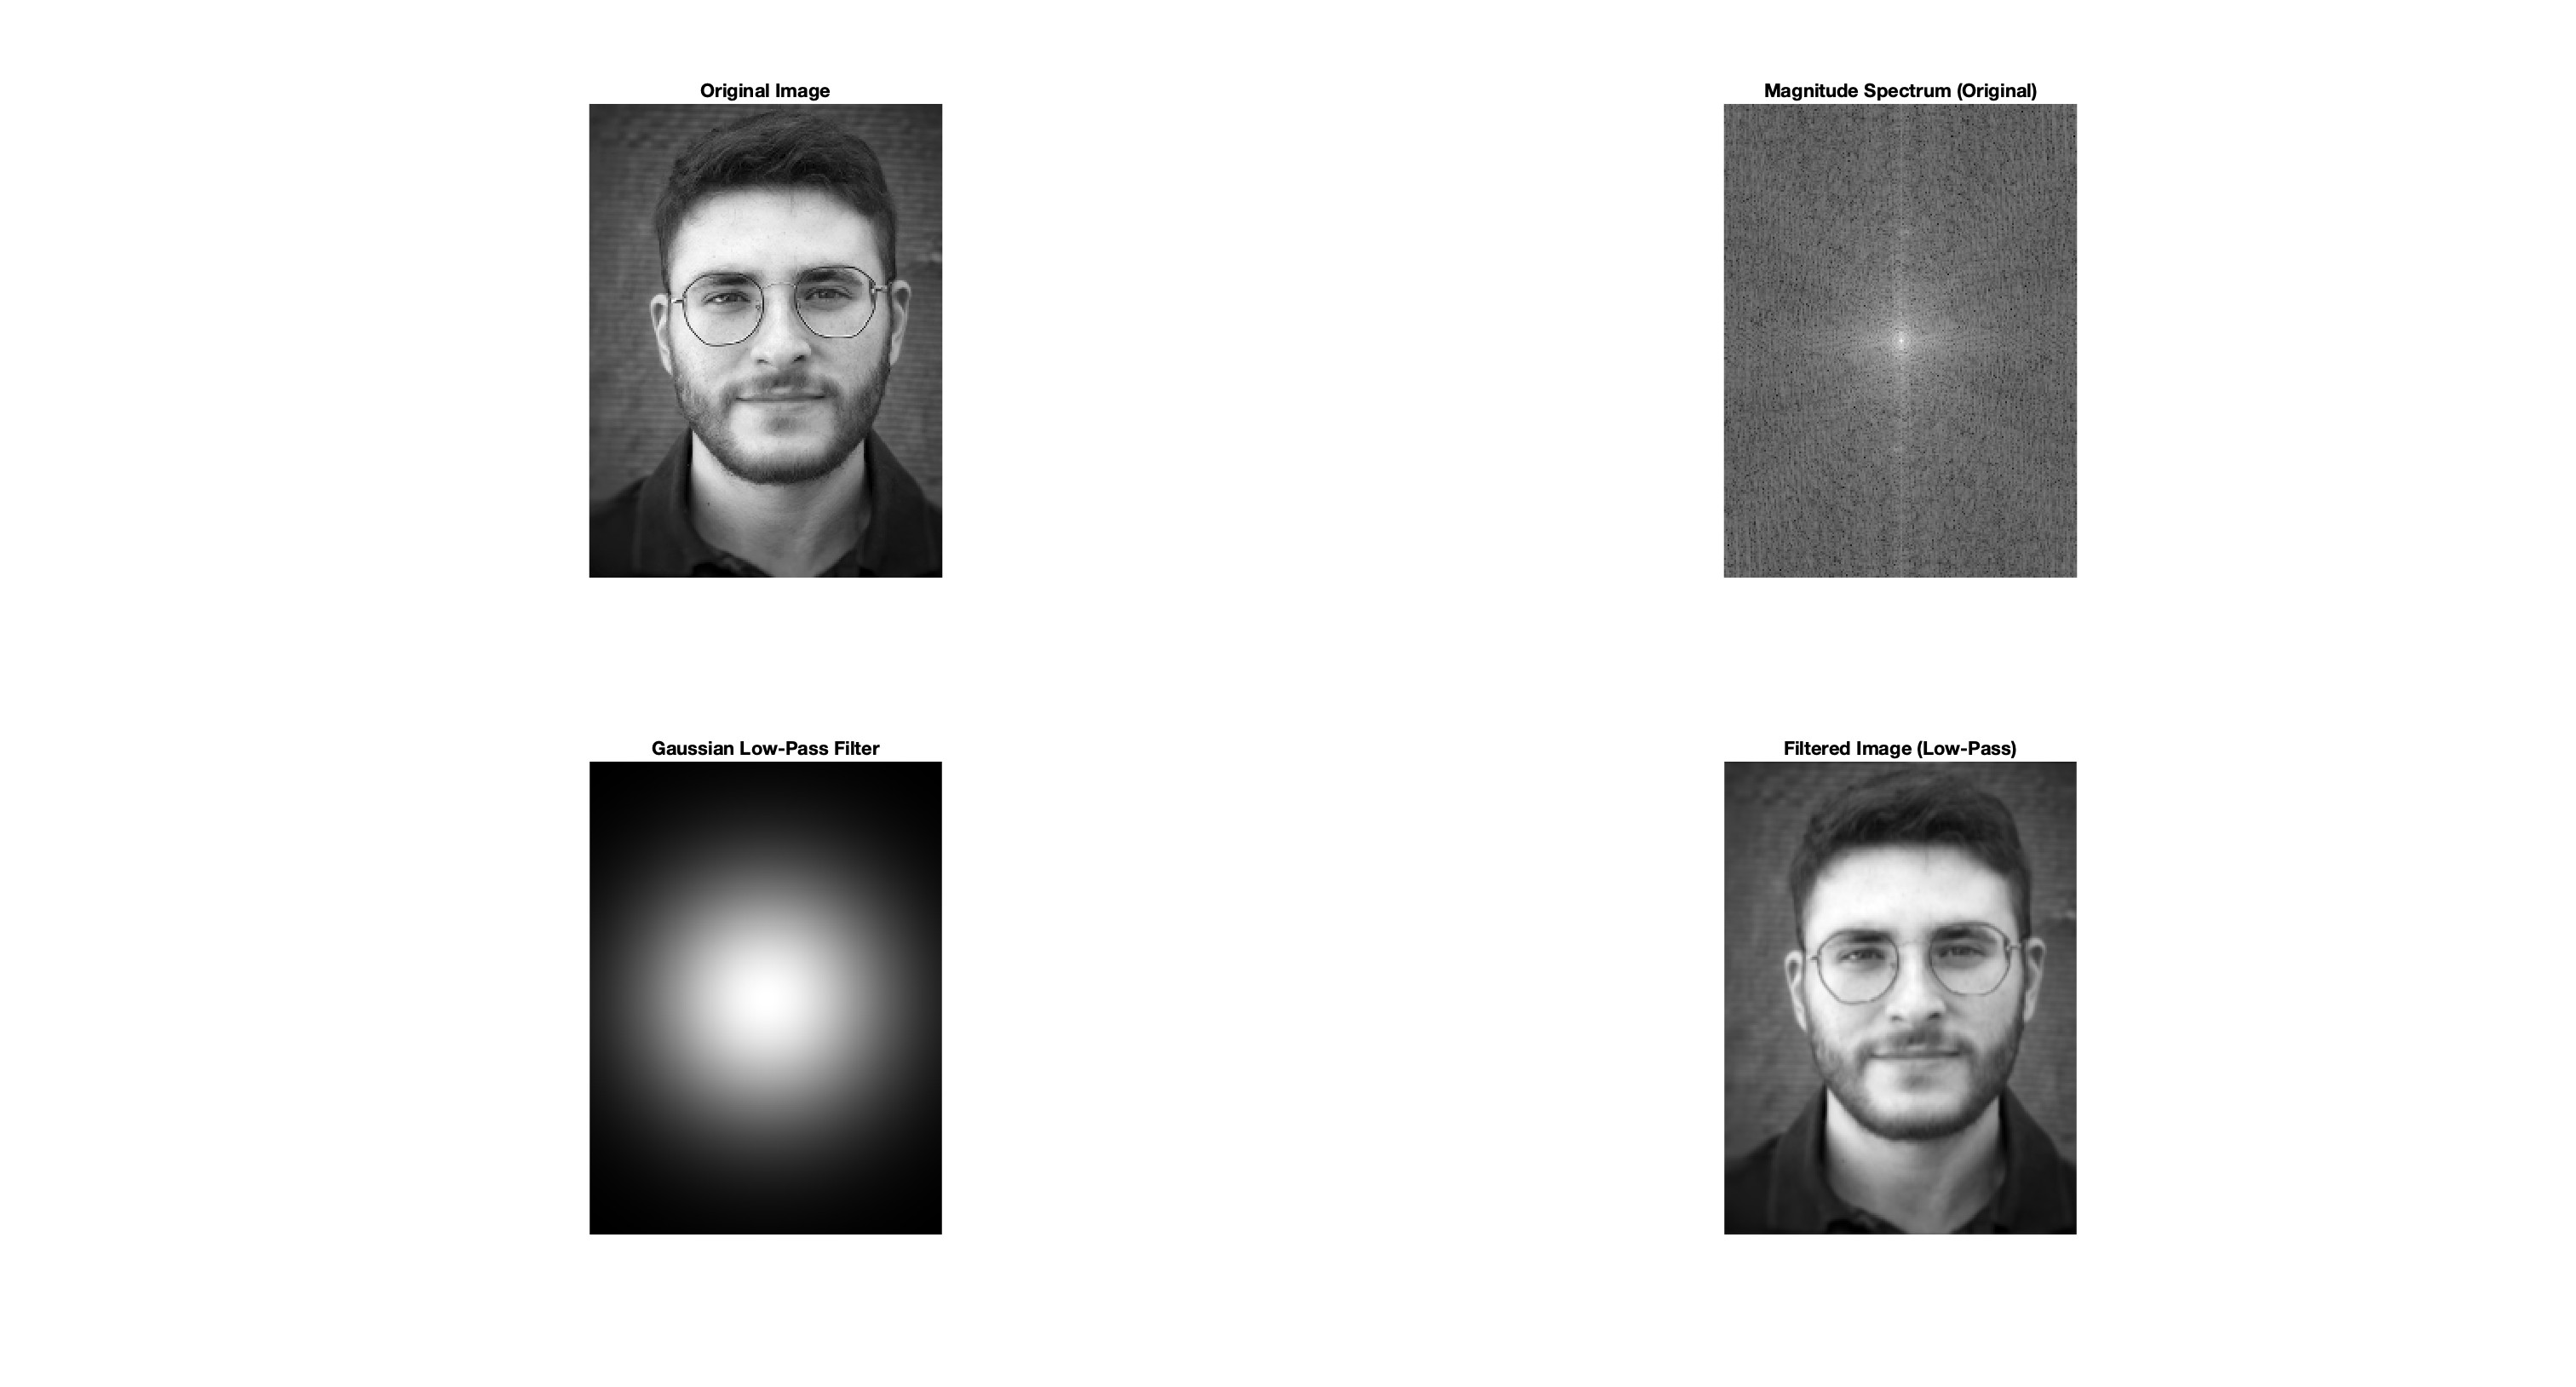 Original Image
Magnitude Spectrum (Original)
Gaussian Low-Pass Filter
Filtered Image (Low-Pass)